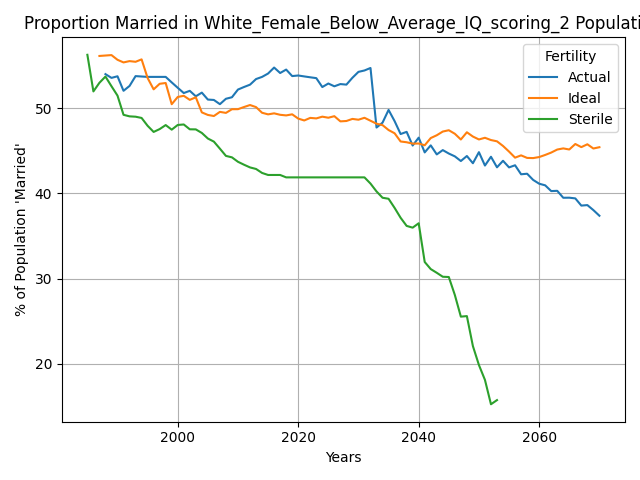 Proportion Married in White_Female_Below_Average_IQ_scoring_2 Populati
Fertility
Actual
Ideal
Sterile
% of Population 'Married'
50
40
30
20
2000
2020
2040
2060
Years